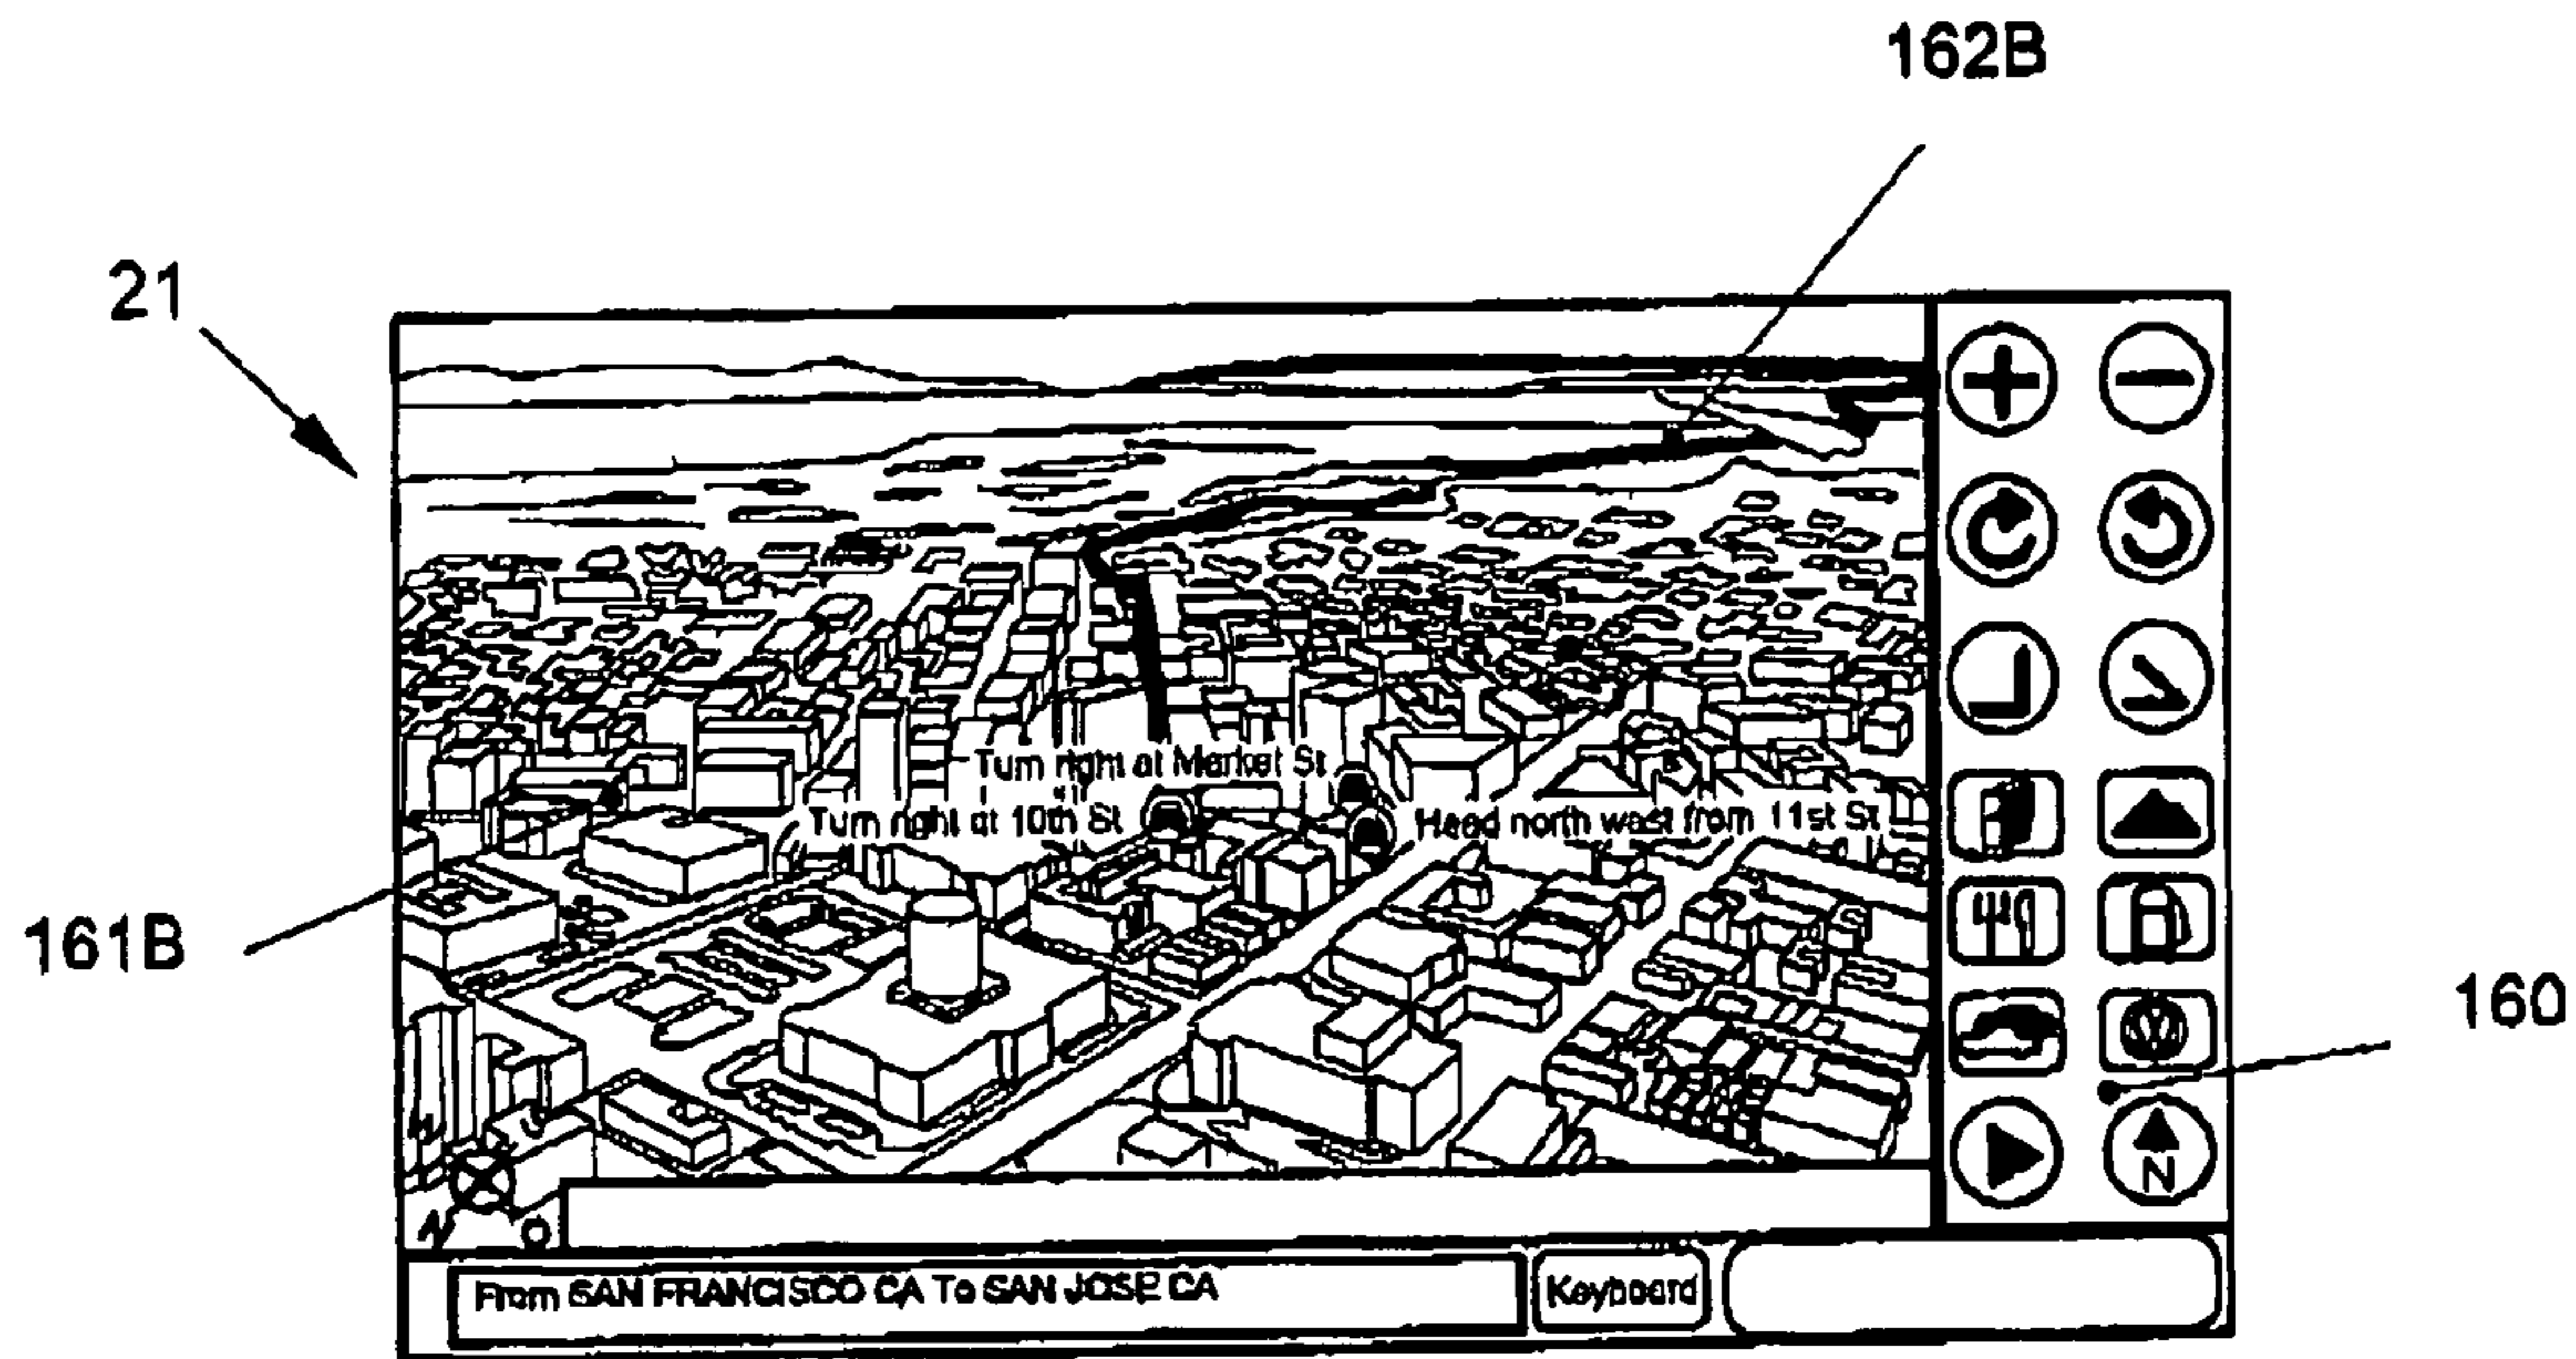 162B
21
Turn right at Market St
Turn right at 10th St
Head north wast from 11st St
161B
160
N
N O
From SAN FRANCISCO CA To SAN JOSE CA
Keyboard